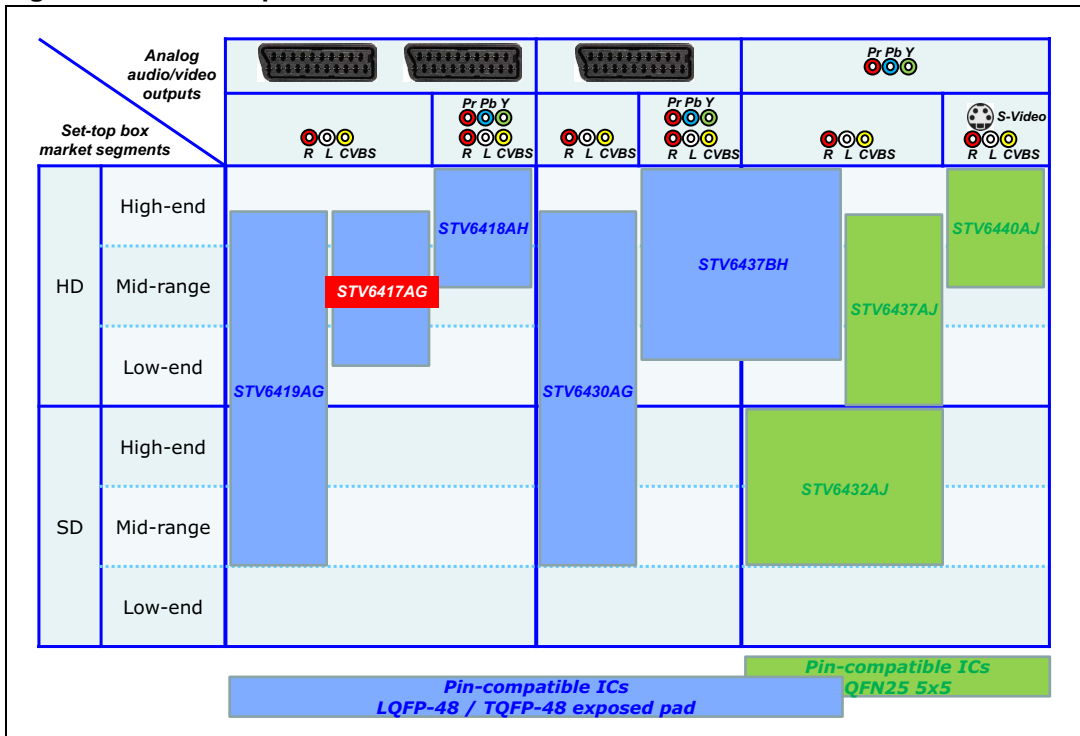 Analog
audio/video
outputs
Set-top box
market segments
Pr Pb Y
R L CVBS
Pr Pb Y
R L CVBS
R L CVBS
Pr Pb Y
R L CVBS
R L CVBS
S-Video
R L CVBS
HD
High-end
Mid-range
Low-end
STV6419AG
STV6417AG
STV6418AH
STV6430AG
STV6437BH
STV6437AJ
STV6440AJ
SD
High-end
Mid-range
Low-end
STV6432AJ
Pin-compatible ICs
QFN25 5x5
Pin-compatible ICs
LQFP-48 / TQFP-48 exposed pad